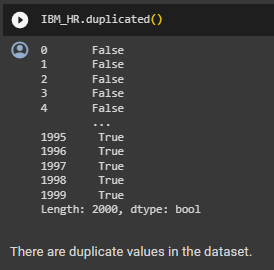 IBM_HR.duplicated()
0 False
1 False
2 False
3 False
4 False
...
1995 True
1996 True
1997 True
1998 True
1999 True
Length: 2000, dtype: bool
There are duplicate values in the dataset.